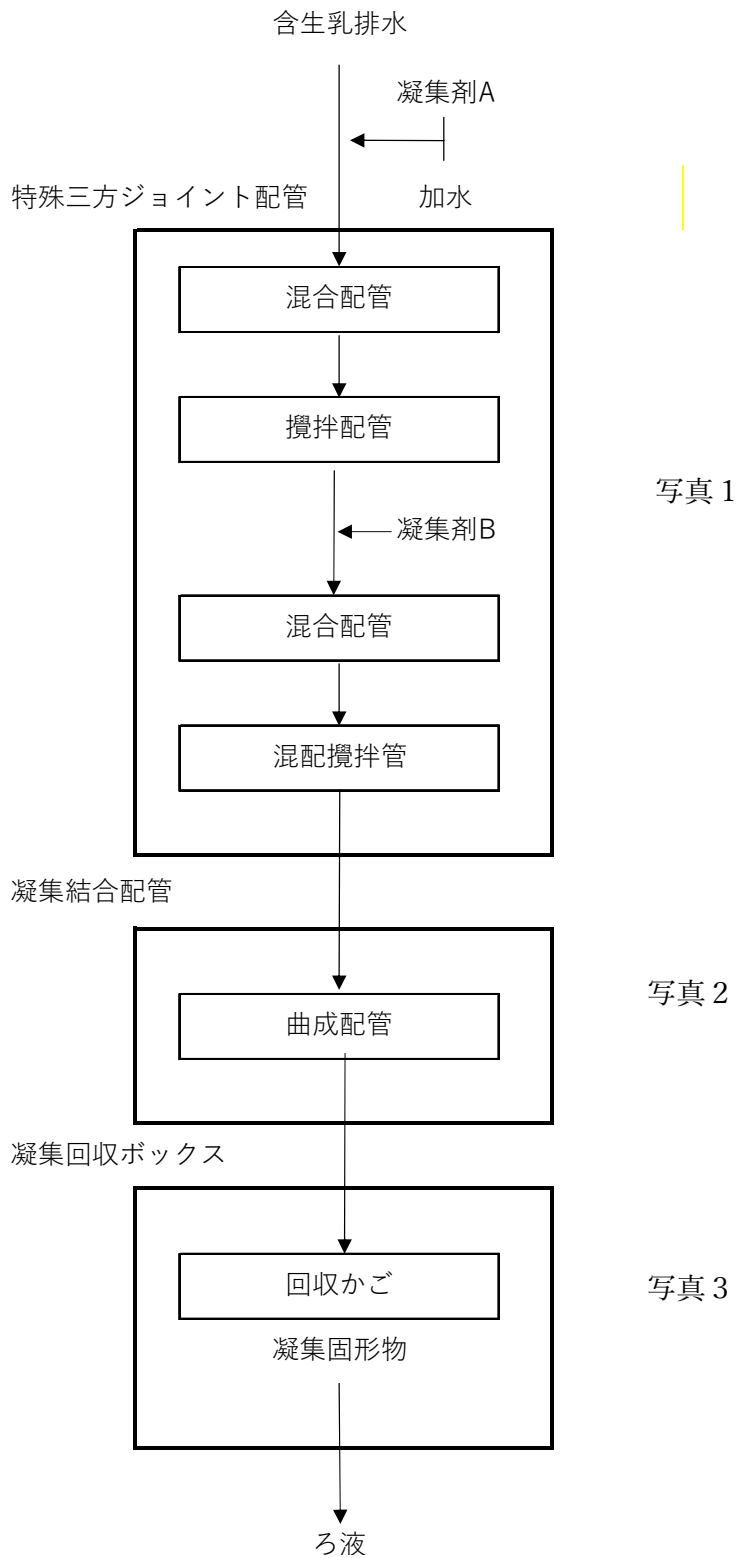 含生乳排水
凝集剤A
特殊三方ジョイント配管
加水
混合配管
攪拌配管
写真1
凝集剤B
混合配管
混配攪拌管
凝集結合配管
写真2
曲成配管
凝集回収ボックス
回収かご
写真3
凝集固形物
ろ液